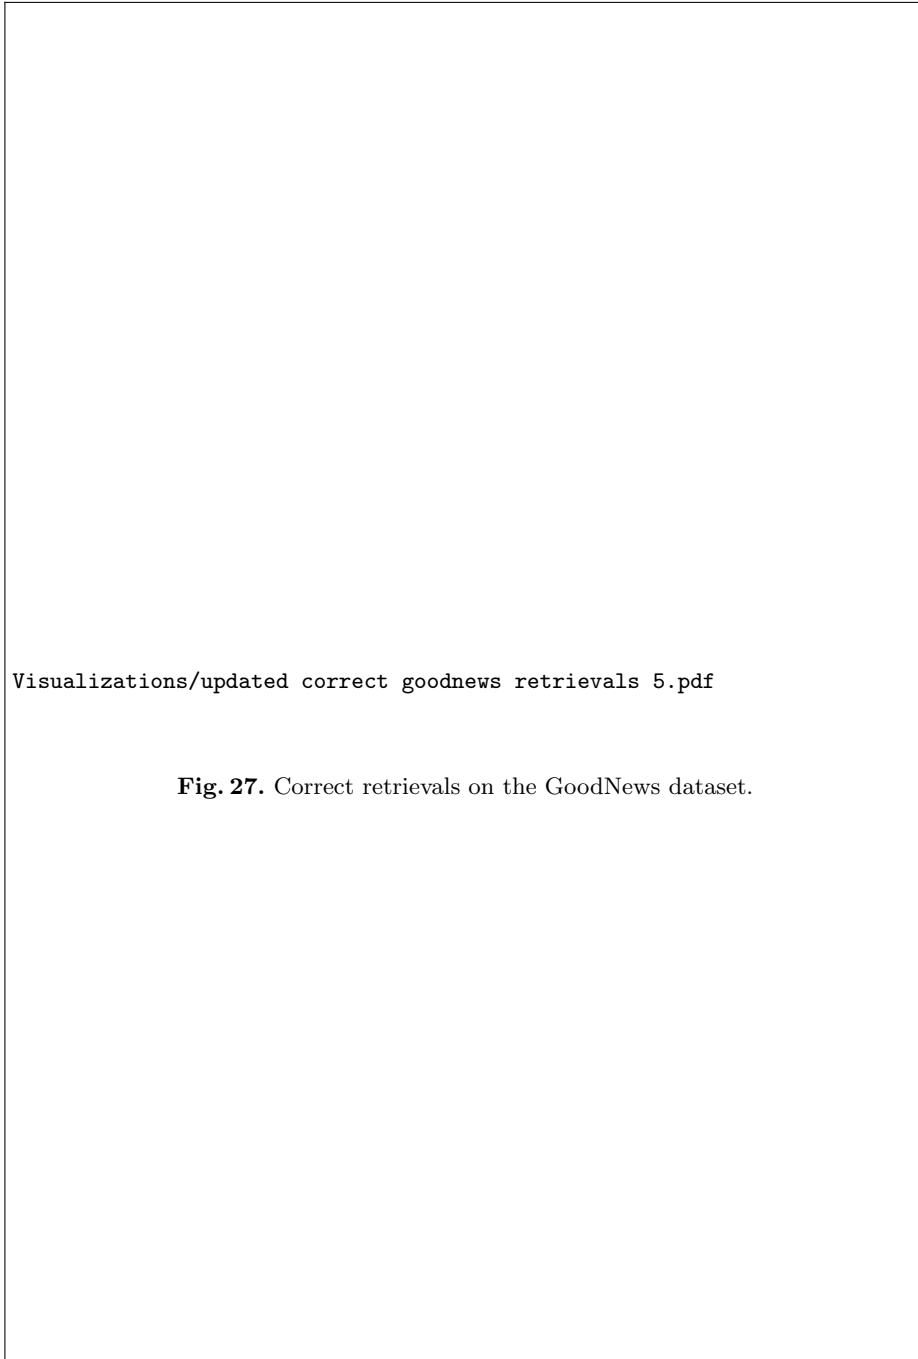 Visualizations/updated correct goodnews retrievals 5.pdf
Fig. 27. Correct retrievals on the GoodNews dataset.